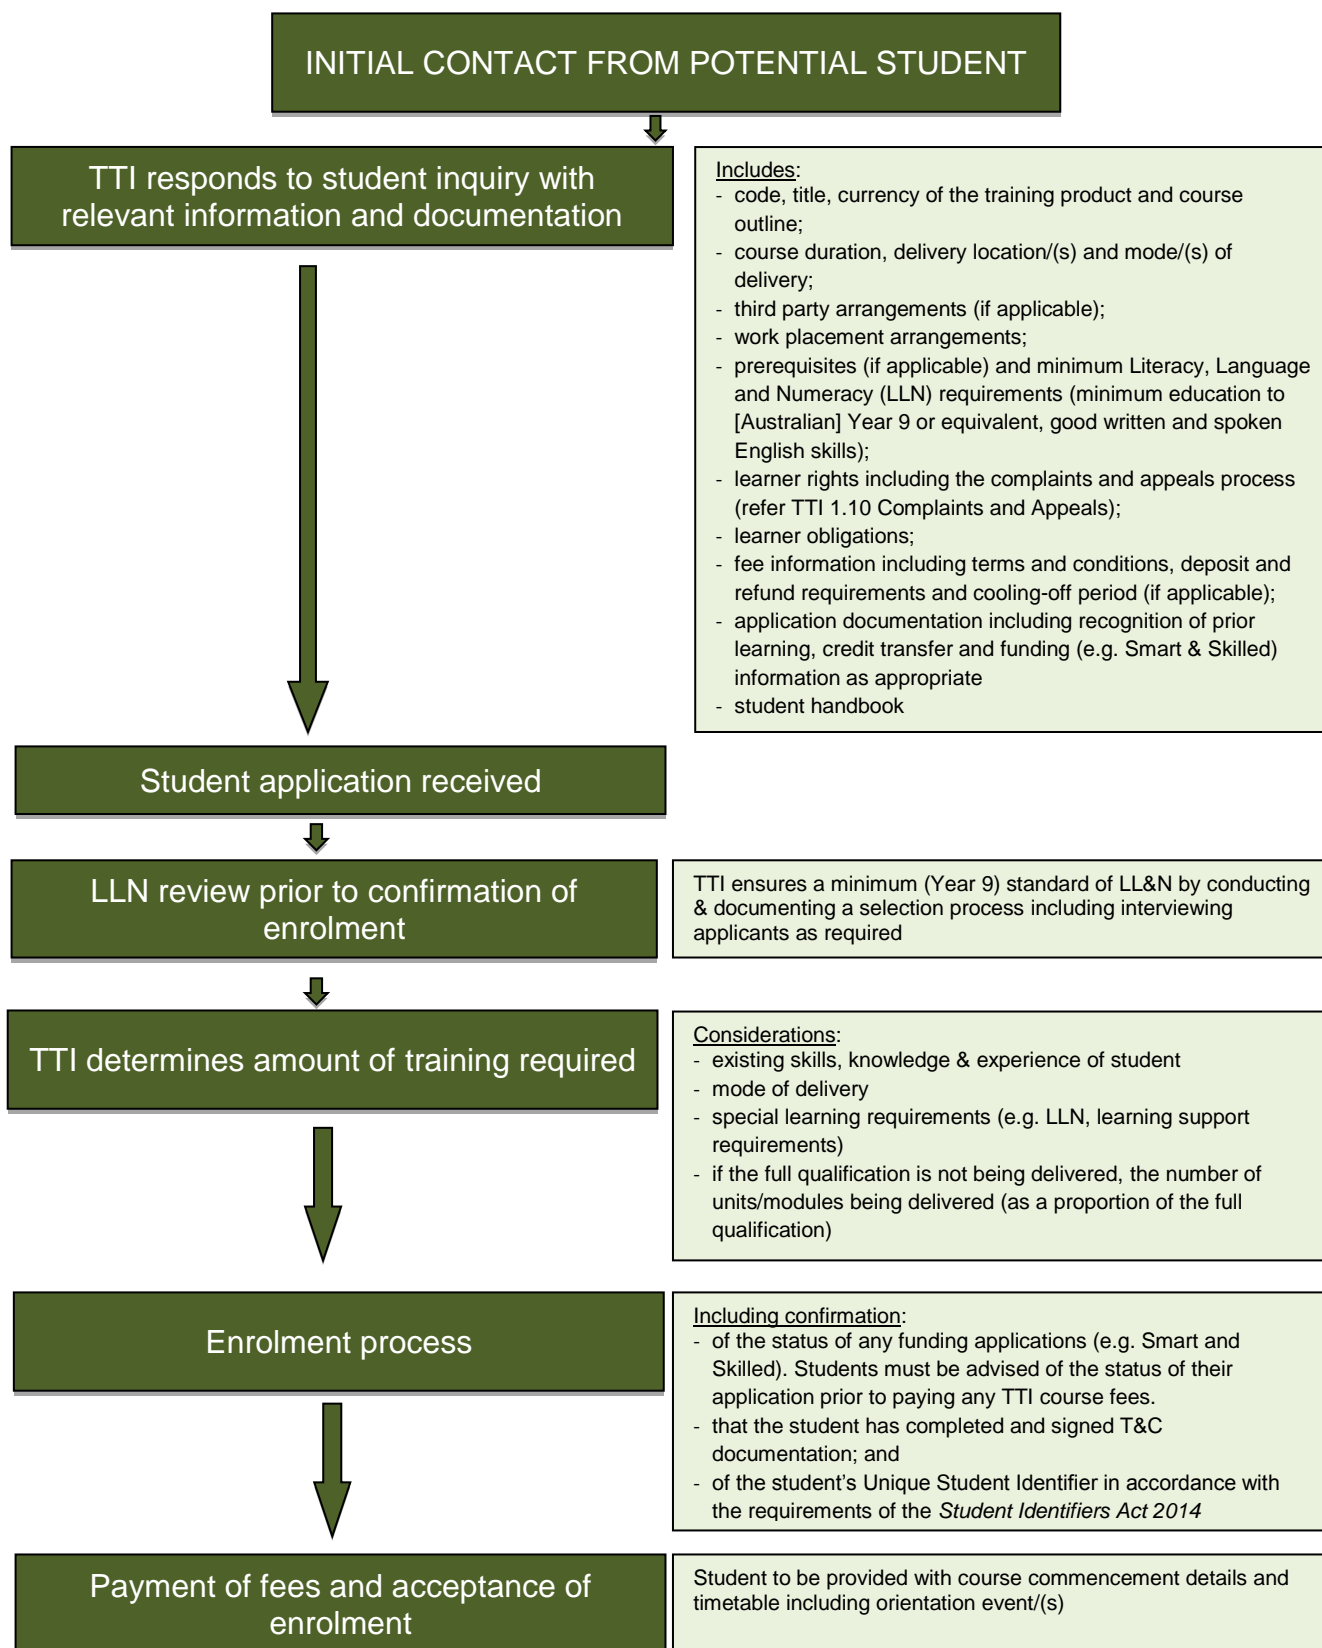 INITIAL CONTACT FROM POTENTIAL STUDENT
TTI responds to student inquiry with
relevant information and documentation
Includes:
- code, title, currency of the training product and course
outline;
- course duration, delivery location/(s) and mode/(s) of
delivery;
- third party arrangements (if applicable);
- work placement arrangements;
- prerequisites (if applicable) and minimum Literacy, Language
and Numeracy (LLN) requirements (minimum education to
[Australian] Year 9 or equivalent, good written and spoken
English skills);
- learner rights including the complaints and appeals process
(refer TTI 1.10 Complaints and Appeals);
- learner obligations;
- fee information including terms and conditions, deposit and
refund requirements and cooling-off period (if applicable);
- application documentation including recognition of prior
learning, credit transfer and funding (e.g. Smart & Skilled)
information as appropriate
- student handbook
Student application received
LLN review prior to confirmation of
enrolment
TTI ensures a minimum (Year 9) standard of LL&N by conducting
& documenting a selection process including interviewing
applicants as required
TTI determines amount of training required
Considerations:
- existing skills, knowledge & experience of student
- mode of delivery
- special learning requirements (e.g. LLN, learning support
requirements)
- if the full qualification is not being delivered, the number of
units/modules being delivered (as a proportion of the full
qualification)
Enrolment process
Including confirmation:
- of the status of any funding applications (e.g. Smart and
Skilled). Students must be advised of the status of their
application prior to paying any TTI course fees.
- that the student has completed and signed T&C
documentation; and
- of the student’s Unique Student Identifier in accordance with
the requirements of the Student Identifiers Act 2014
Payment of fees and acceptance of
enrolment
Student to be provided with course commencement details and
timetable including orientation event/(s)